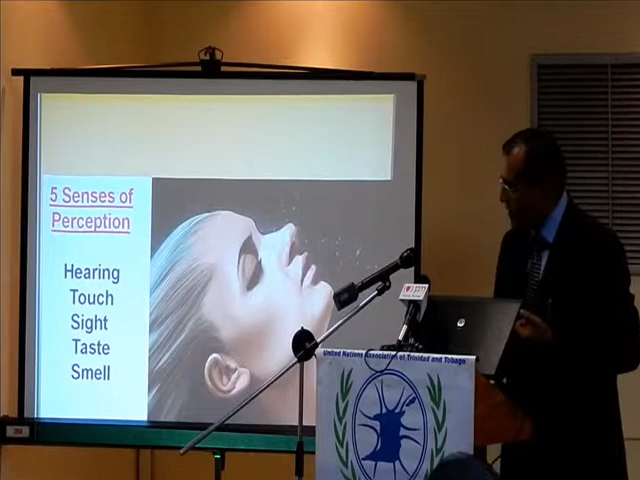 5 Senses of
Perception
Hearing
Touch
Sight
Taste
Smell
United Nations Association of Trinidad and Tobago